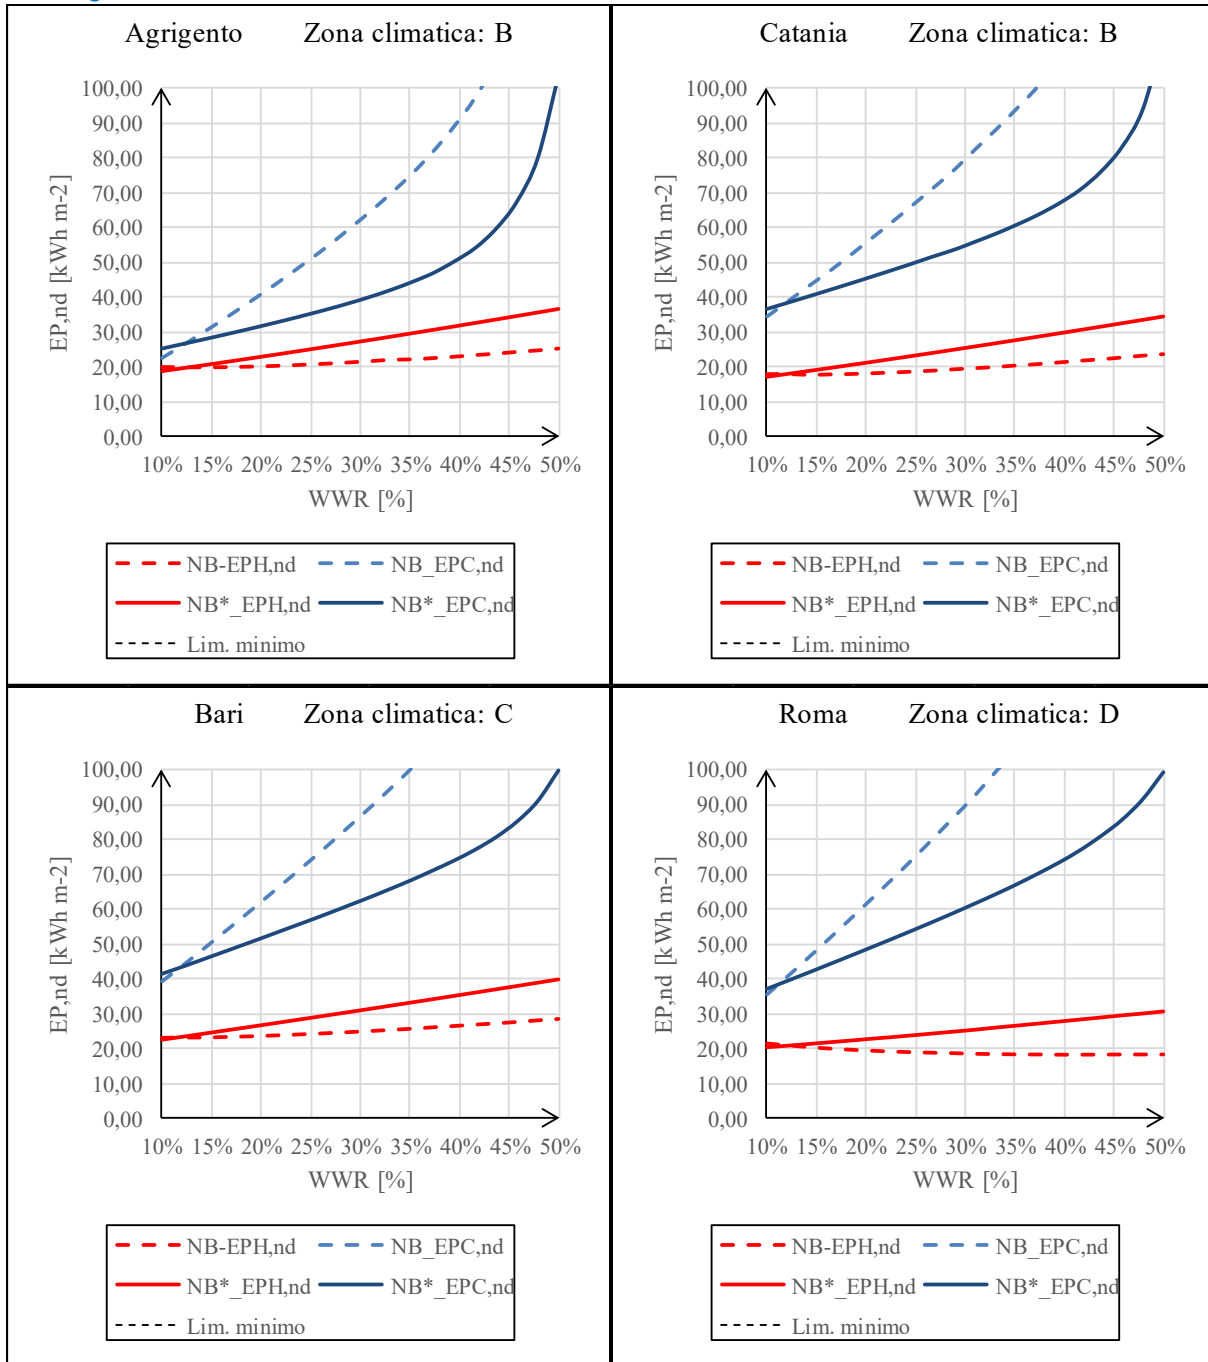 Agrigento Zona climatica: B
100,00
90,00
80,00
70,00
60,00
50,00
40,00
30,00
20,00
10,00
0,00
EP,nd [kWh m-2]
10% 15% 20% 25% 30% 35% 40% 45% 50%
WWR [%]
NB-EPH,nd NB_EPC,nd
NB*_EPH,nd NB*_EPC,nd
Lim. minimo
Catania Zona climatica: B
100,00
90,00
80,00
70,00
60,00
50,00
40,00
30,00
20,00
10,00
0,00
EP,nd [kWh m-2]
10% 15% 20% 25% 30% 35% 40% 45% 50%
WWR [%]
NB-EPH,nd NB_EPC,nd
NB*_EPH,nd NB*_EPC,nd
Lim. minimo
Bari Zona climatica: C
100,00
90,00
80,00
70,00
60,00
50,00
40,00
30,00
20,00
10,00
0,00
EP,nd [kWh m-2]
10% 15% 20% 25% 30% 35% 40% 45% 50%
WWR [%]
NB-EPH,nd NB_EPC,nd
NB*_EPH,nd NB*_EPC,nd
Lim. minimo
Roma Zona climatica: D
100,00
90,00
80,00
70,00
60,00
50,00
40,00
30,00
20,00
10,00
0,00
EP,nd [kWh m-2]
10% 15% 20% 25% 30% 35% 40% 45% 50%
WWR [%]
NB-EPH,nd NB_EPC,nd
NB*_EPH,nd NB*_EPC,nd
Lim. minimo